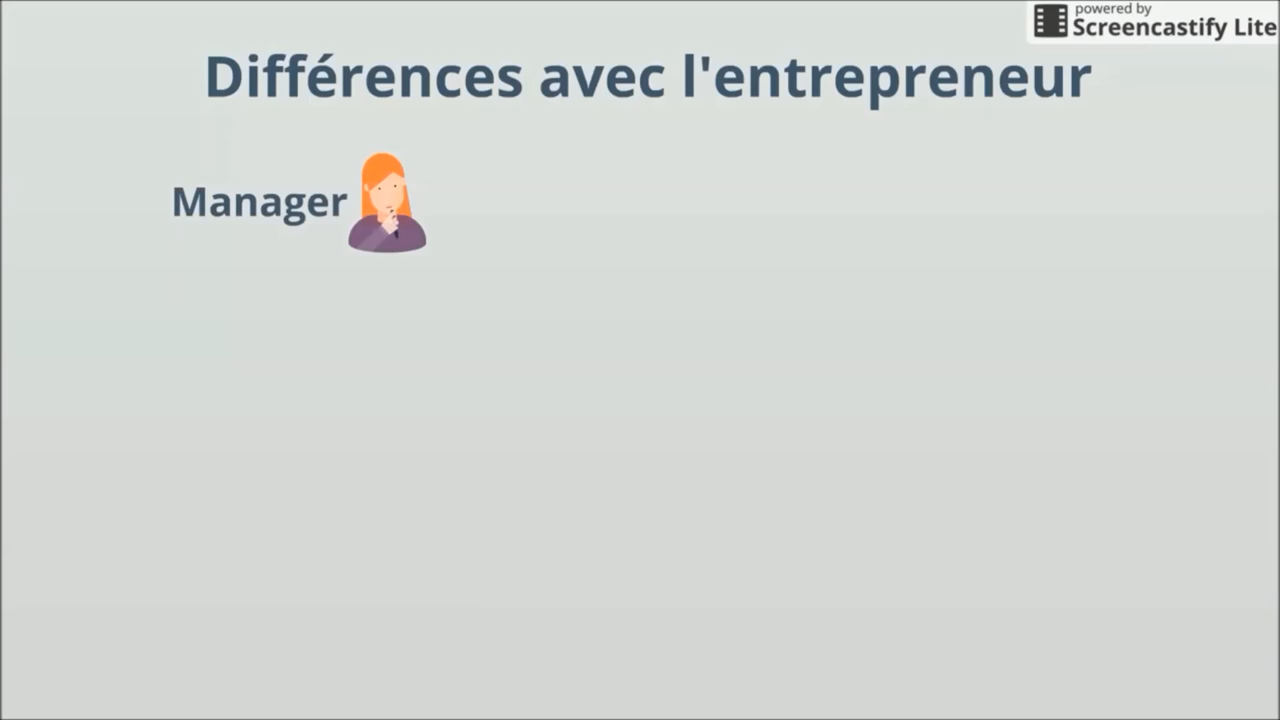 powered by
Screencastify Lite
Différences avec l'entrepreneur
Manager